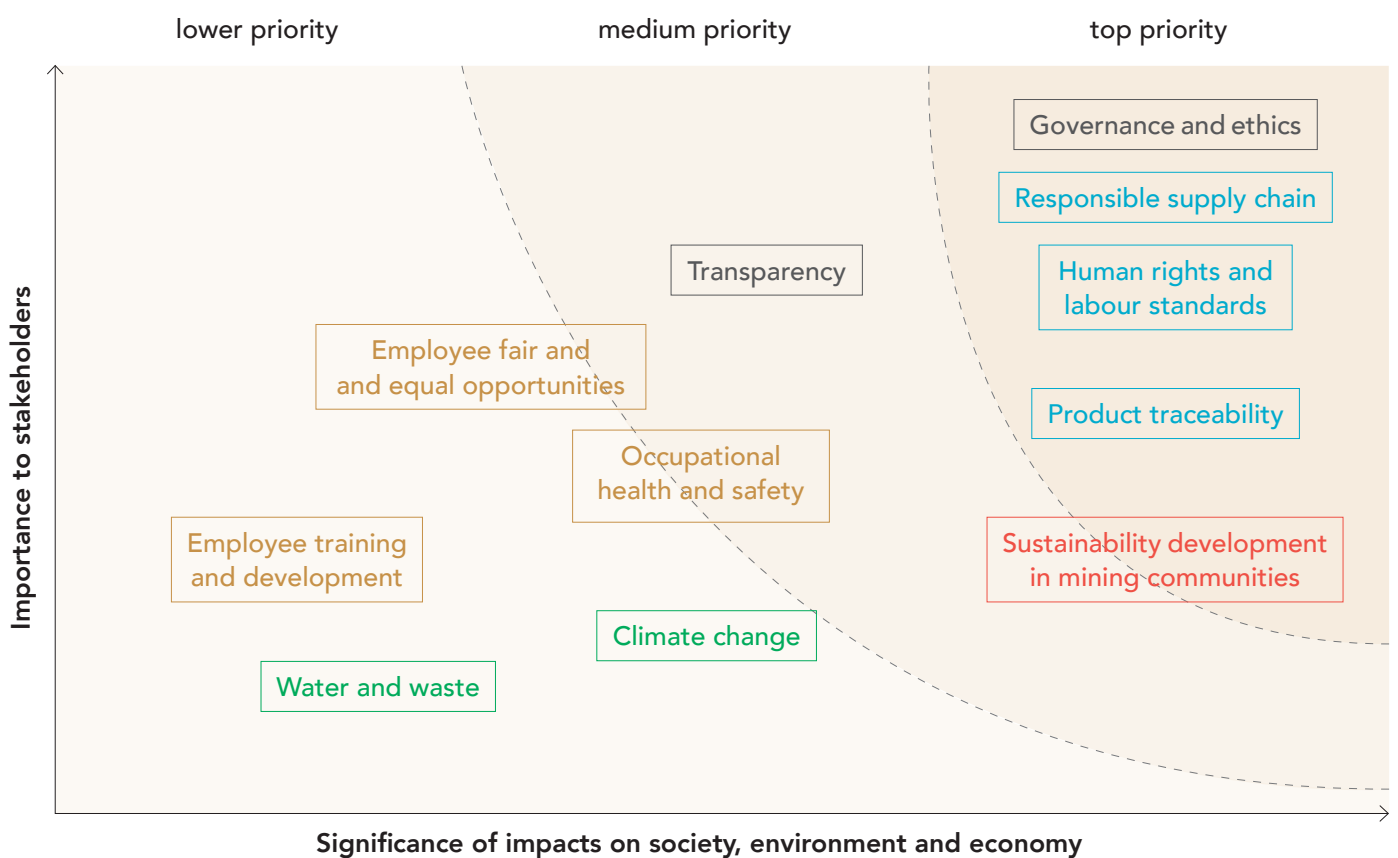 lower priority
medium priority
top priority
Importance to stakeholders
Governance and ethics
Responsible supply chain
Transparency
Human rights and
labour standards
Employee fair and
and equal opportunities
Product traceability
Occupational
health and safety
Employee training
and development
Sustainability development
in mining communities
Climate change
Water and waste
Significance of impacts on society, environment and economy